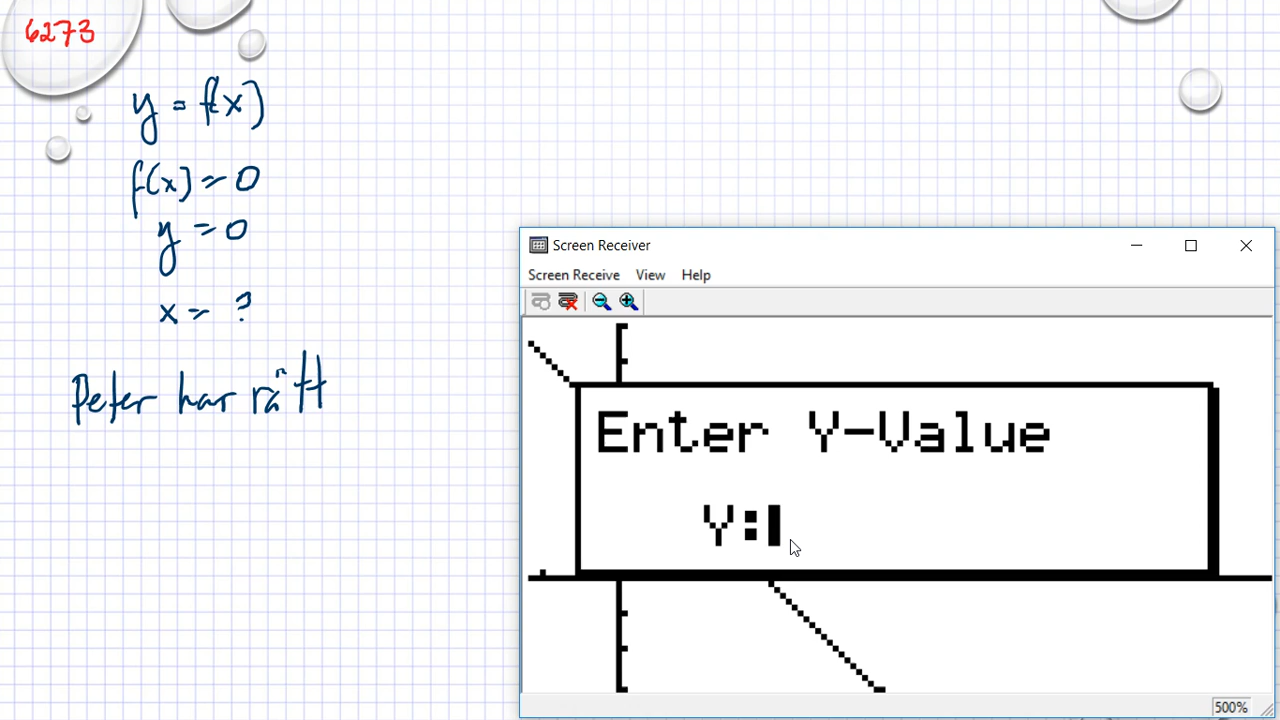 6273
y = f(x)
f(x) = 0
y = 0
x = ?
Peter har rätt
Screen Receiver
Screen Receive View Help
Enter Y-Value
Y:
500%